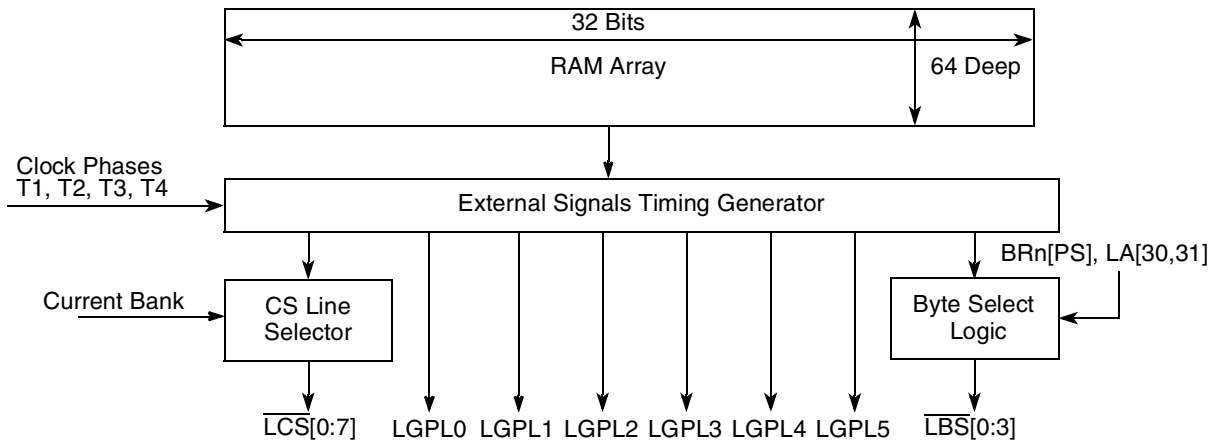 32 Bits
RAM Array
64 Deep
Clock Phases
T1, T2, T3, T4
External Signals Timing Generator
BRn[PS], LA[30,31]
Current Bank
CS Line
Selector
Byte Select
Logic
L̅C̅S̅[0:7]
LGPL0 LGPL1 LGPL2 LGPL3 LGPL4 LGPL5
L̅B̅S̅[0:3]